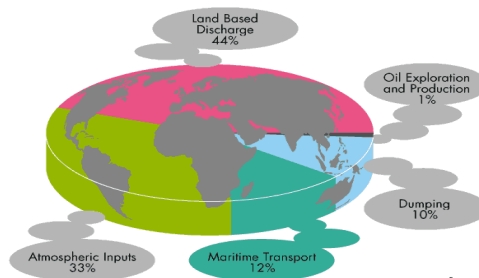 Land Based
Discharge
44%
Oil Exploration
and Production
1%
Dumping
10%
Maritime Transport
12%
Atmospheric Inputs
33%